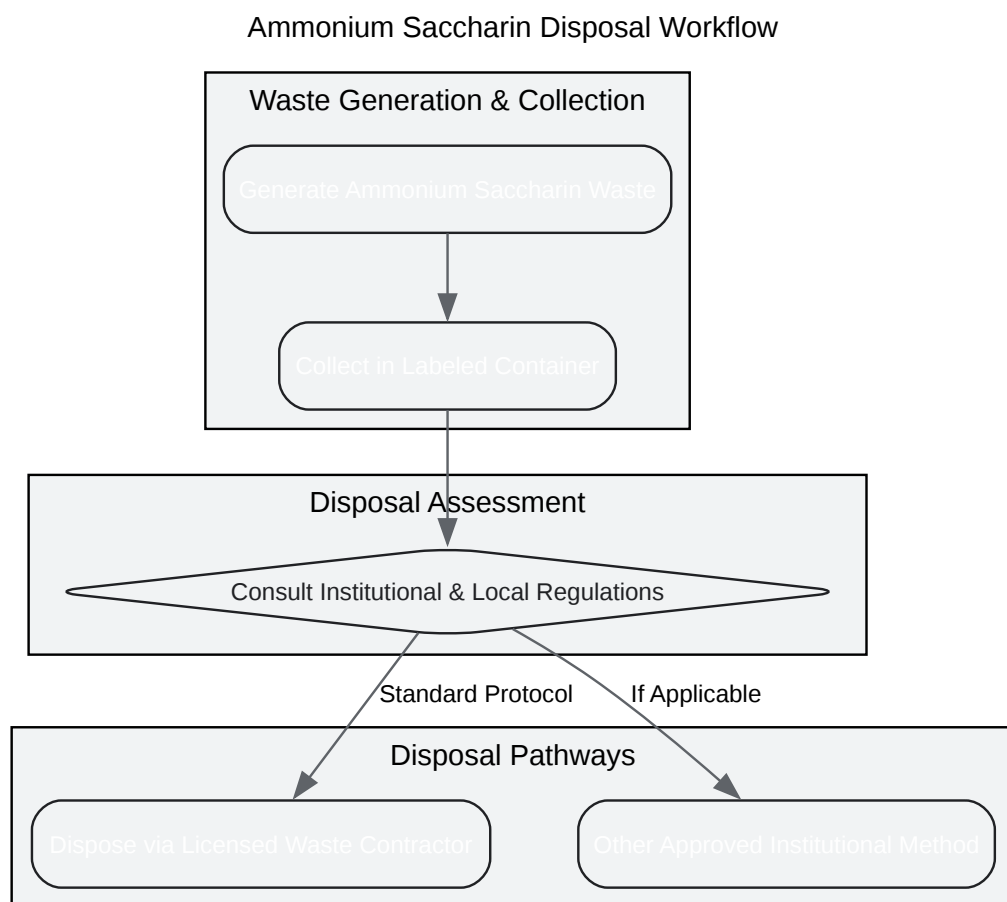 Ammonium Saccharin Disposal Workflow
Waste Generation & Collection
Generate Ammonium Saccharin Waste
Collect in Labeled Container
Disposal Assessment
Consult Institutional & Local Regulations
Standard Protocol
If Applicable
Disposal Pathways
Dispose via Licensed Waste Contractor
Other Approved Institutional Method